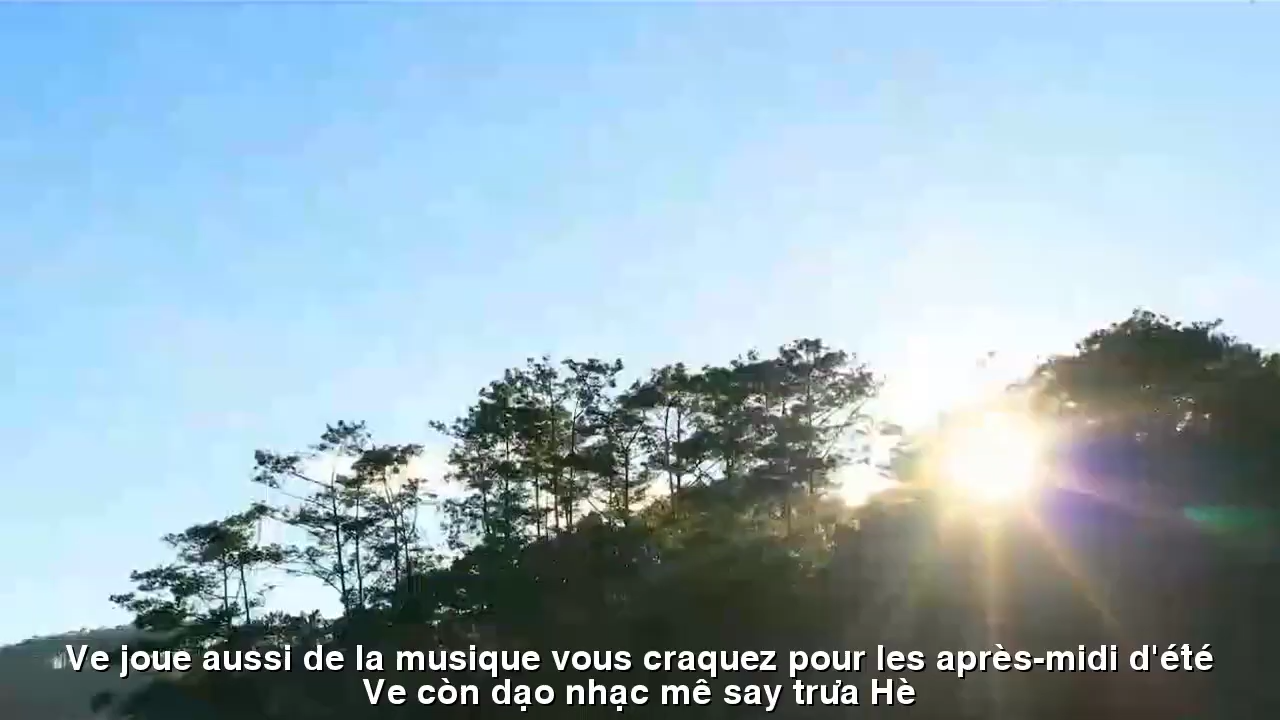 Ve joue aussi de la musique vous craquez pour les après-midi d'été
Ve còn dạo nhạc mê say trưa Hè